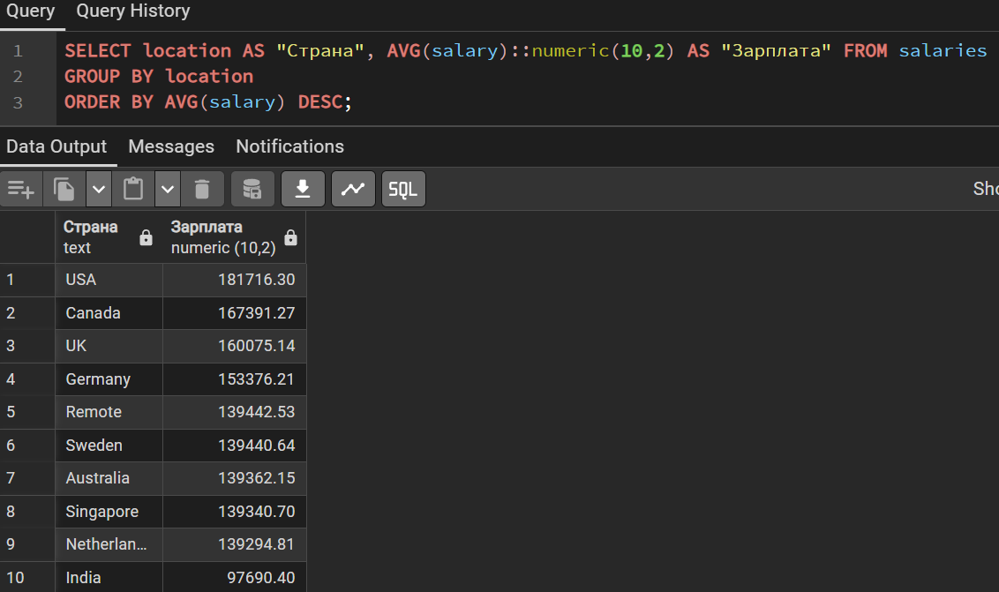 Query Query History
1 SELECT location AS "Страна", AVG(salary)::numeric(10,2) AS "Зарплата" FROM salaries
2 GROUP BY location
3 ORDER BY AVG(salary) DESC;
Data Output Messages Notifications
SQL Sho
Страна Зарплата
text numeric (10,2)
1 USA 181716.30
2 Canada 167391.27
3 UK 160075.14
4 Germany 153376.21
5 Remote 139442.53
6 Sweden 139440.64
7 Australia 139362.15
8 Singapore 139340.70
9 Netherlan... 139294.81
10 India 97690.40